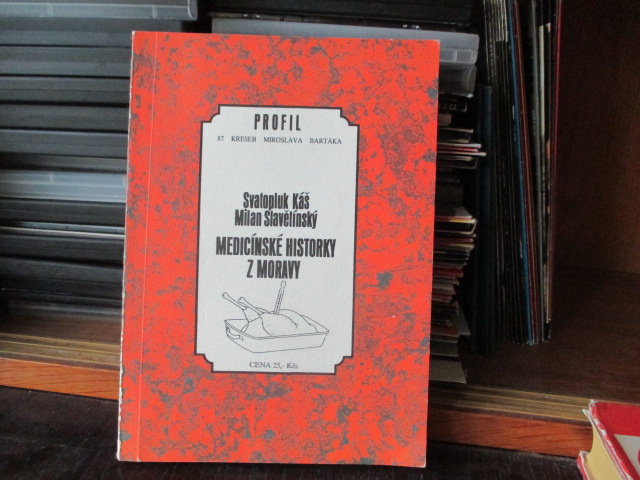 PROFIL
87 KRESEB MIROSLAVA BARTÁKA
Svatopluk Káš
Milan Slavětínský
MEDICÍNSKÉ HISTORKY
Z MORAVY
CENA 25,- Kčs